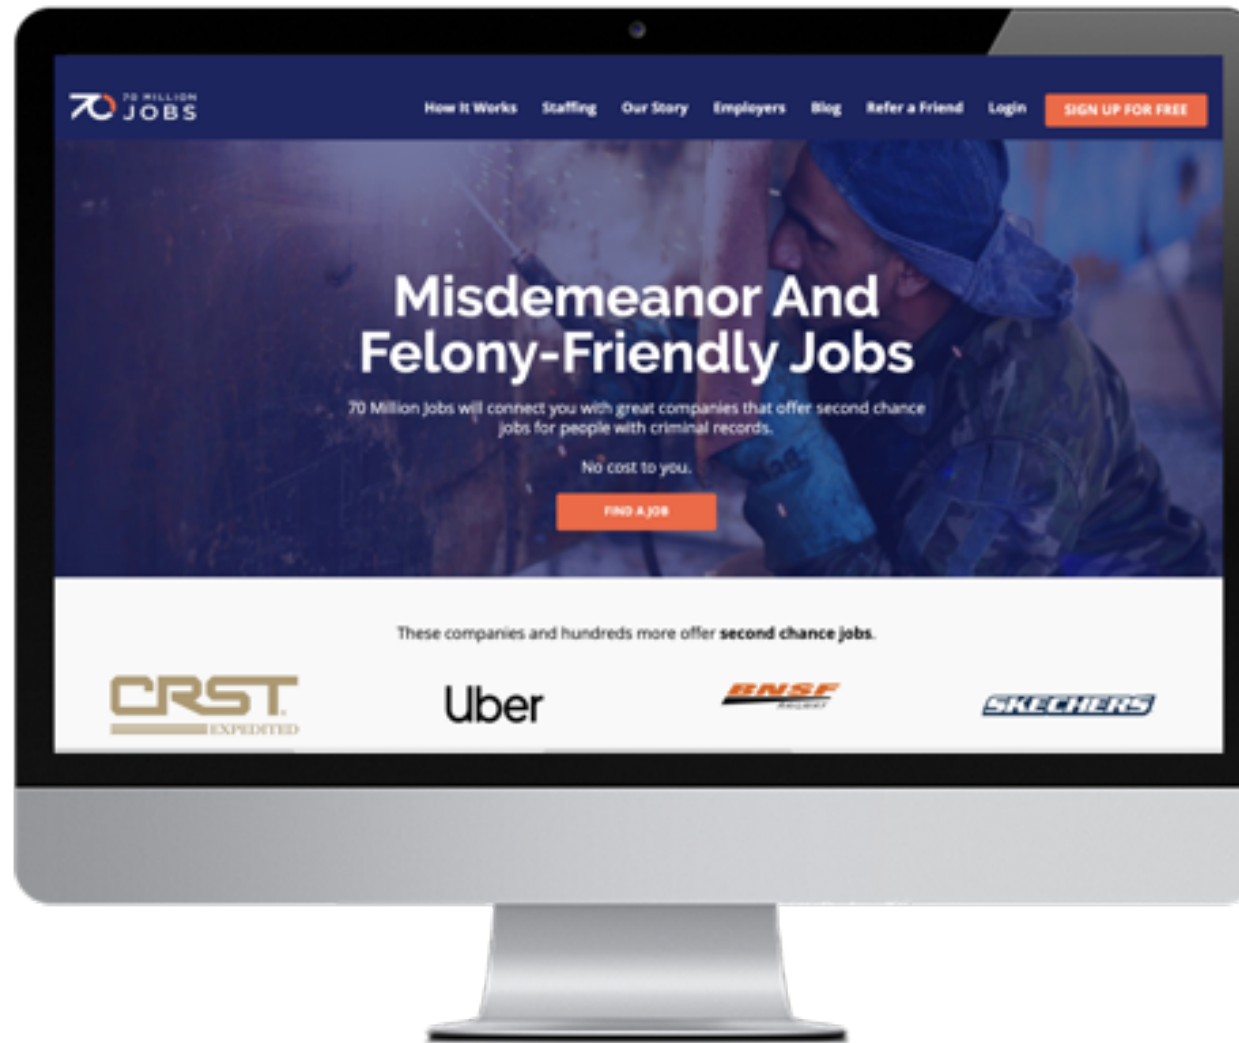 70 MILLION
JOBS
How It Works Staffing Our Story Employers Blog Refer a Friend Login SIGN UP FOR FREE
Misdemeanor And
Felony-Friendly Jobs
70 Million Jobs will connect you with great companies that offer second chance
jobs for people with criminal records.
No cost to you.
FIND A JOB
These companies and hundreds more offer second chance jobs.
CRST
EXPEDITED
Uber
BNSF
RAILWAY
SKECHERS